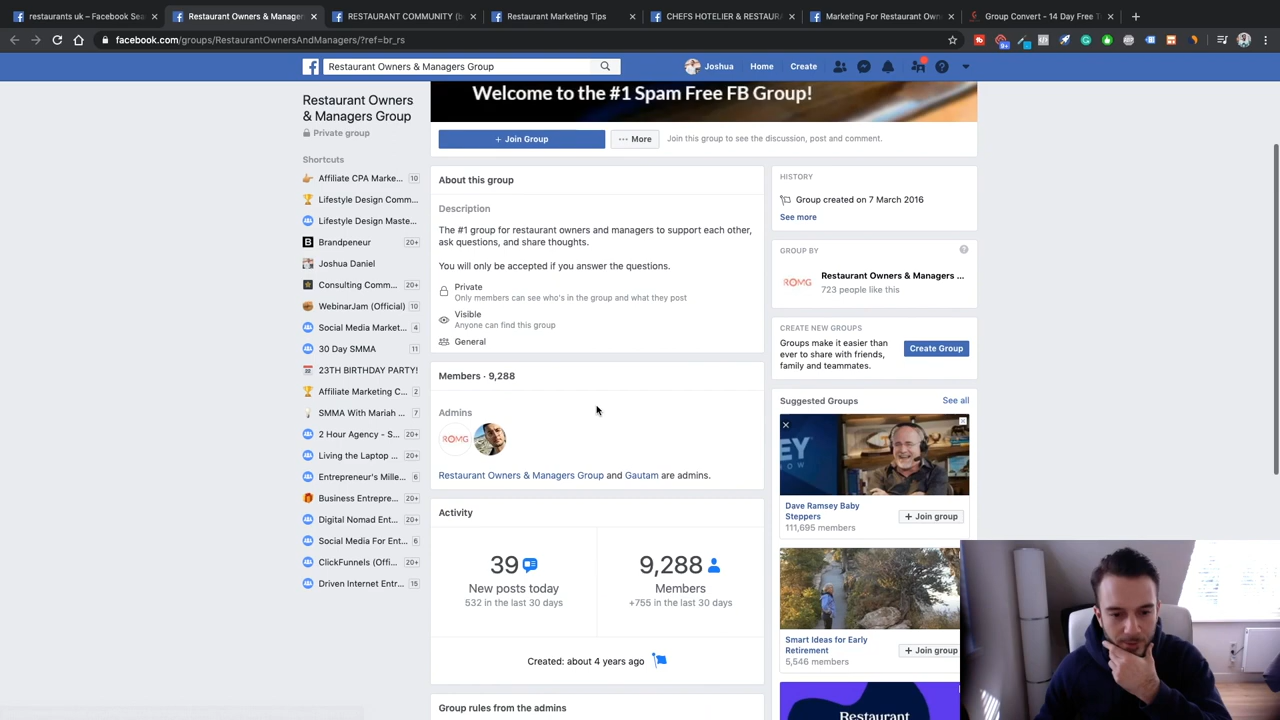 restaurants uk – Facebook Sea
Restaurant Owners & Manager
RESTAURANT COMMUNITY (b
Restaurant Marketing Tips
CHEFS HOTELIER & RESTAUR
Marketing For Restaurant Own
Group Convert - 14 Day Free T
facebook.com/groups/RestaurantOwnersAndManagers/?ref=br_rs
Restaurant Owners & Managers Group
Joshua
Home
Create
Restaurant Owners
& Managers Group
Private group
Shortcuts
Affiliate CPA Marke... 10
Lifestyle Design Comm...
Lifestyle Design Maste...
Brandpeneur 20+
Joshua Daniel
Consulting Comm... 20+
WebinarJam (Official) 10
Social Media Market... 4
30 Day SMMA 11
23TH BIRTHDAY PARTY!
Affiliate Marketing C... 2
SMMA With Mariah ... 7
2 Hour Agency - S... 20+
Living the Laptop ... 20+
Entrepreneur's Mille... 6
Business Entrepre... 20+
Digital Nomad Ent... 20+
Social Media For Ent... 6
ClickFunnels (Offi... 20+
Driven Internet Entr... 15
Welcome to the #1 Spam Free FB Group!
+ Join Group
··· More
Join this group to see the discussion, post and comment.
About this group
Description
The #1 group for restaurant owners and managers to support each other,
ask questions, and share thoughts.
You will only be accepted if you answer the questions.
Private
Only members can see who's in the group and what they post
Visible
Anyone can find this group
General
Members · 9,288
Admins
ROMG
Restaurant Owners & Managers Group and Gautam are admins.
Activity
39
New posts today
532 in the last 30 days
9,288
Members
+755 in the last 30 days
Created: about 4 years ago
Group rules from the admins
HISTORY
Group created on 7 March 2016
See more
GROUP BY
ROMG
Restaurant Owners & Managers ...
723 people like this
CREATE NEW GROUPS
Groups make it easier than
ever to share with friends,
family and teammates.
Create Group
Suggested Groups
See all
Dave Ramsey Baby
Steppers
111,695 members
+ Join group
Smart Ideas for Early
Retirement
5,546 members
+ Join group
Restaurant